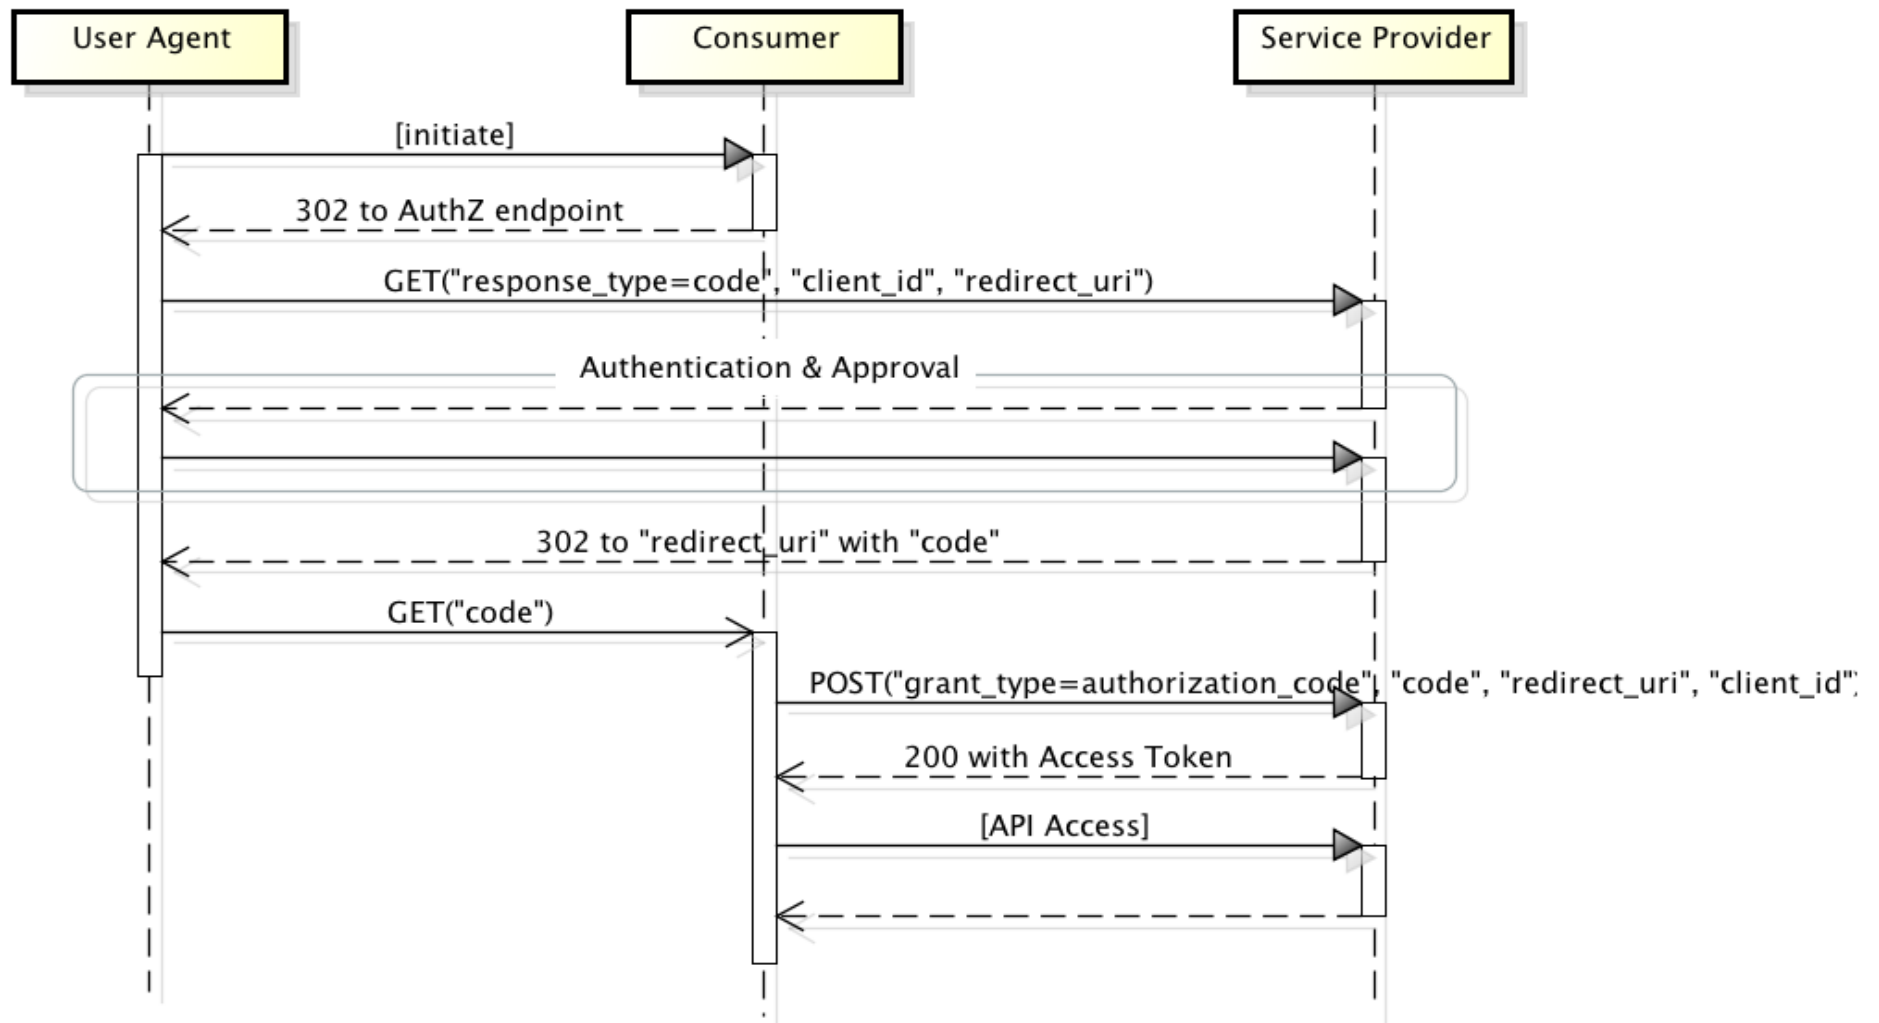 User Agent
Consumer
Service Provider
[initiate]
302 to AuthZ endpoint
GET("response_type=code", "client_id", "redirect_uri")
Authentication & Approval
302 to "redirect_uri" with "code"
GET("code")
POST("grant_type=authorization_code", "code", "redirect_uri", "client_id")
200 with Access Token
[API Access]